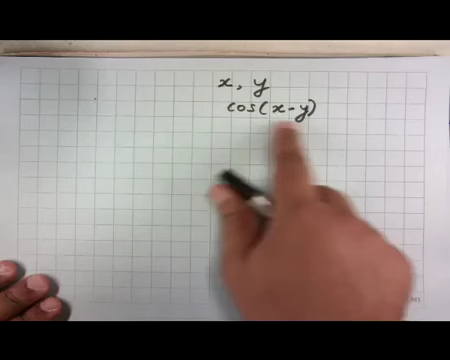 x, y
cos(x-y)